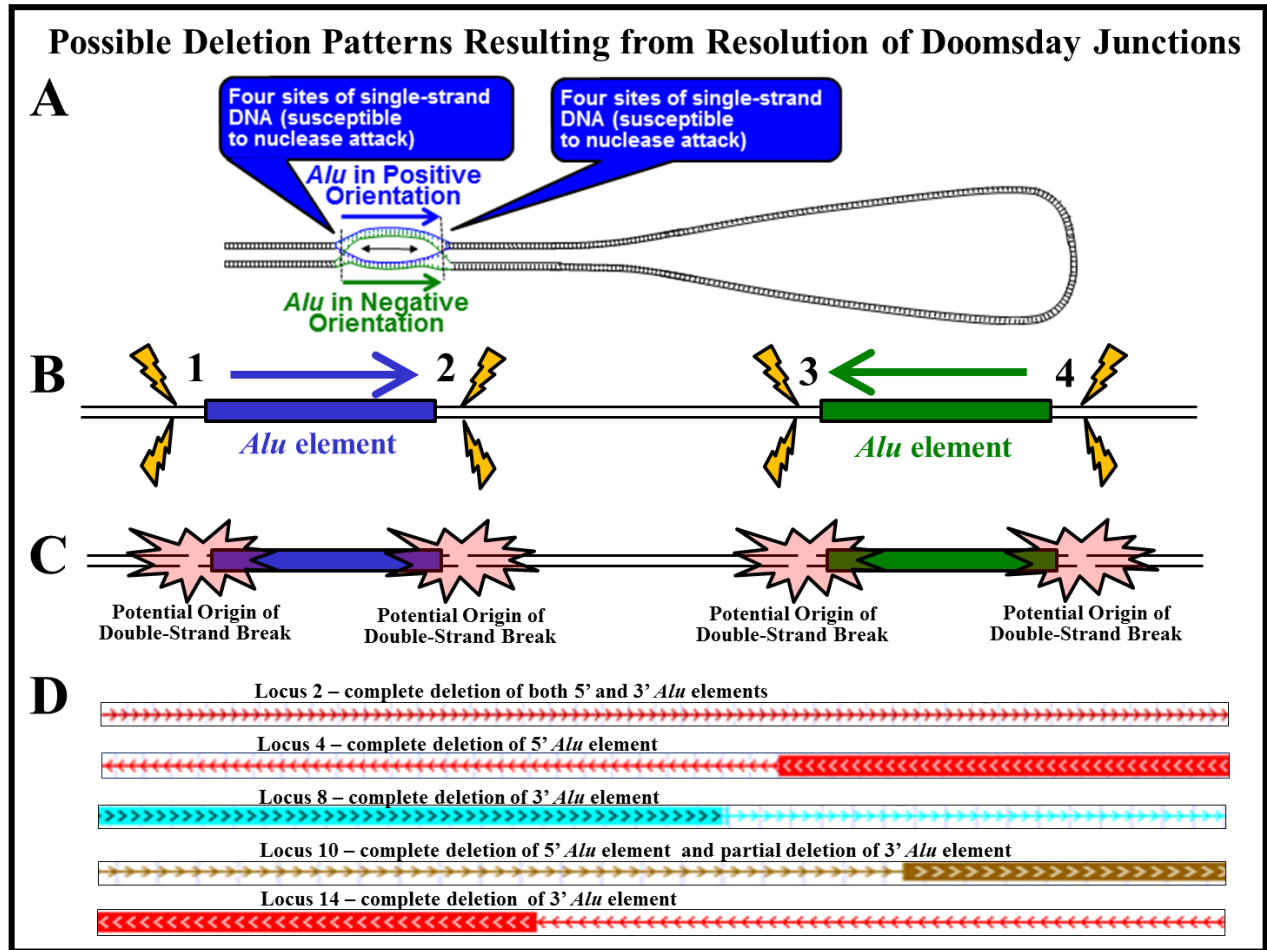 Possible Deletion Patterns Resulting from Resolution of Doomsday Junctions
A
Four sites of single-strand
DNA (susceptible
to nuclease attack)
Four sites of single-strand
DNA (susceptible
to nuclease attack)
Alu in Positive
Orientation
Alu in Negative
Orientation
B
1
2
3
4
Alu element
Alu element
C
Potential Origin of
Double-Strand Break
Potential Origin of
Double-Strand Break
Potential Origin of
Double-Strand Break
Potential Origin of
Double-Strand Break
D
Locus 2 – complete deletion of both 5’ and 3’ Alu elements
Locus 4 – complete deletion of 5’ Alu element
Locus 8 – complete deletion of 3’ Alu element
Locus 10 – complete deletion of 5’ Alu element and partial deletion of 3’ Alu element
Locus 14 – complete deletion of 3’ Alu element